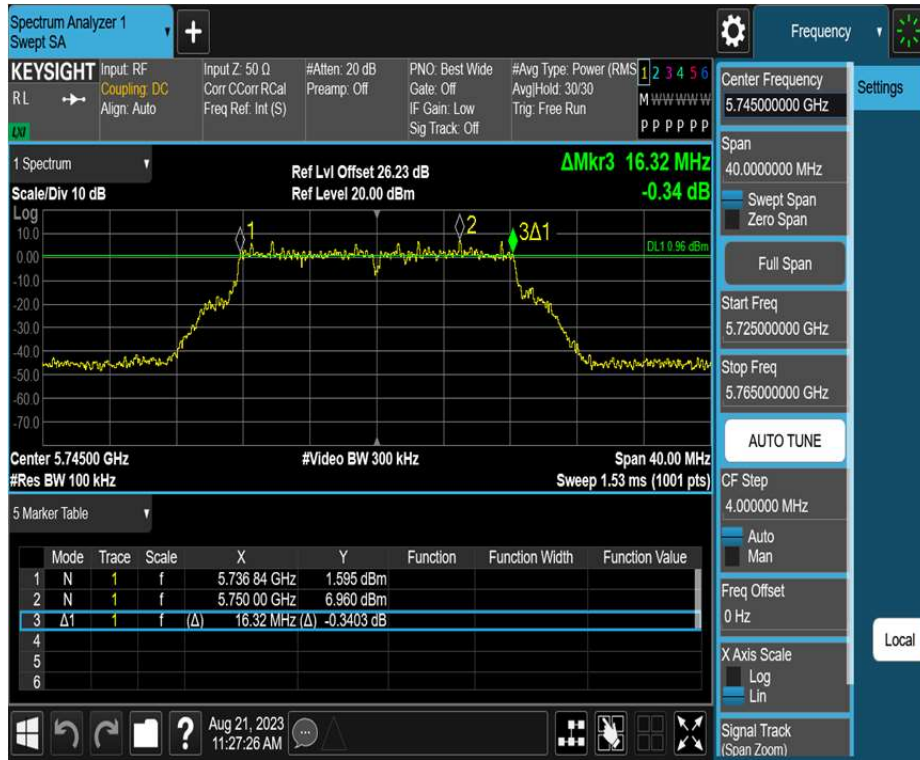 Spectrum Analyzer 1
Swept SA
+
Frequency
KEYSIGHT
RL
LXI
Input: RF
Coupling: DC
Align: Auto
Input Z: 50 Ω
Corr CCorr RCal
Freq Ref: Int (S)
#Atten: 20 dB
Preamp: Off
PNO: Best Wide
Gate: Off
IF Gain: Low
Sig Track: Off
#Avg Type: Power (RMS
Avg|Hold: 30/30
Trig: Free Run
1 2 3 4 5 6
M W W W W W
P P P P P P
1 Spectrum
Scale/Div 10 dB
Ref Lvl Offset 26.23 dB
Ref Level 20.00 dBm
ΔMkr3 16.32 MHz
-0.34 dB
Log
10.0
0.00
-10.0
-20.0
-30.0
-40.0
-50.0
-60.0
-70.0
1
2
3Δ1
DL1 0.96 dBm
Center 5.74500 GHz
#Video BW 300 kHz
Span 40.00 MHz
#Res BW 100 kHz
Sweep 1.53 ms (1001 pts)
5 Marker Table
Mode Trace Scale X Y Function Function Width Function Value
1 N 1 f 5.736 84 GHz 1.595 dBm
2 N 1 f 5.750 00 GHz 6.960 dBm
3 Δ1 1 f (Δ) 16.32 MHz (Δ) -0.3403 dB
4
5
6
?
Aug 21, 2023
11:27:26 AM
Center Frequency
5.745000000 GHz
Settings
Span
40.0000000 MHz
Swept Span
Zero Span
Full Span
Start Freq
5.725000000 GHz
Stop Freq
5.765000000 GHz
AUTO TUNE
CF Step
4.000000 MHz
Auto
Man
Freq Offset
0 Hz
X Axis Scale
Log
Lin
Signal Track
(Span Zoom)
Local